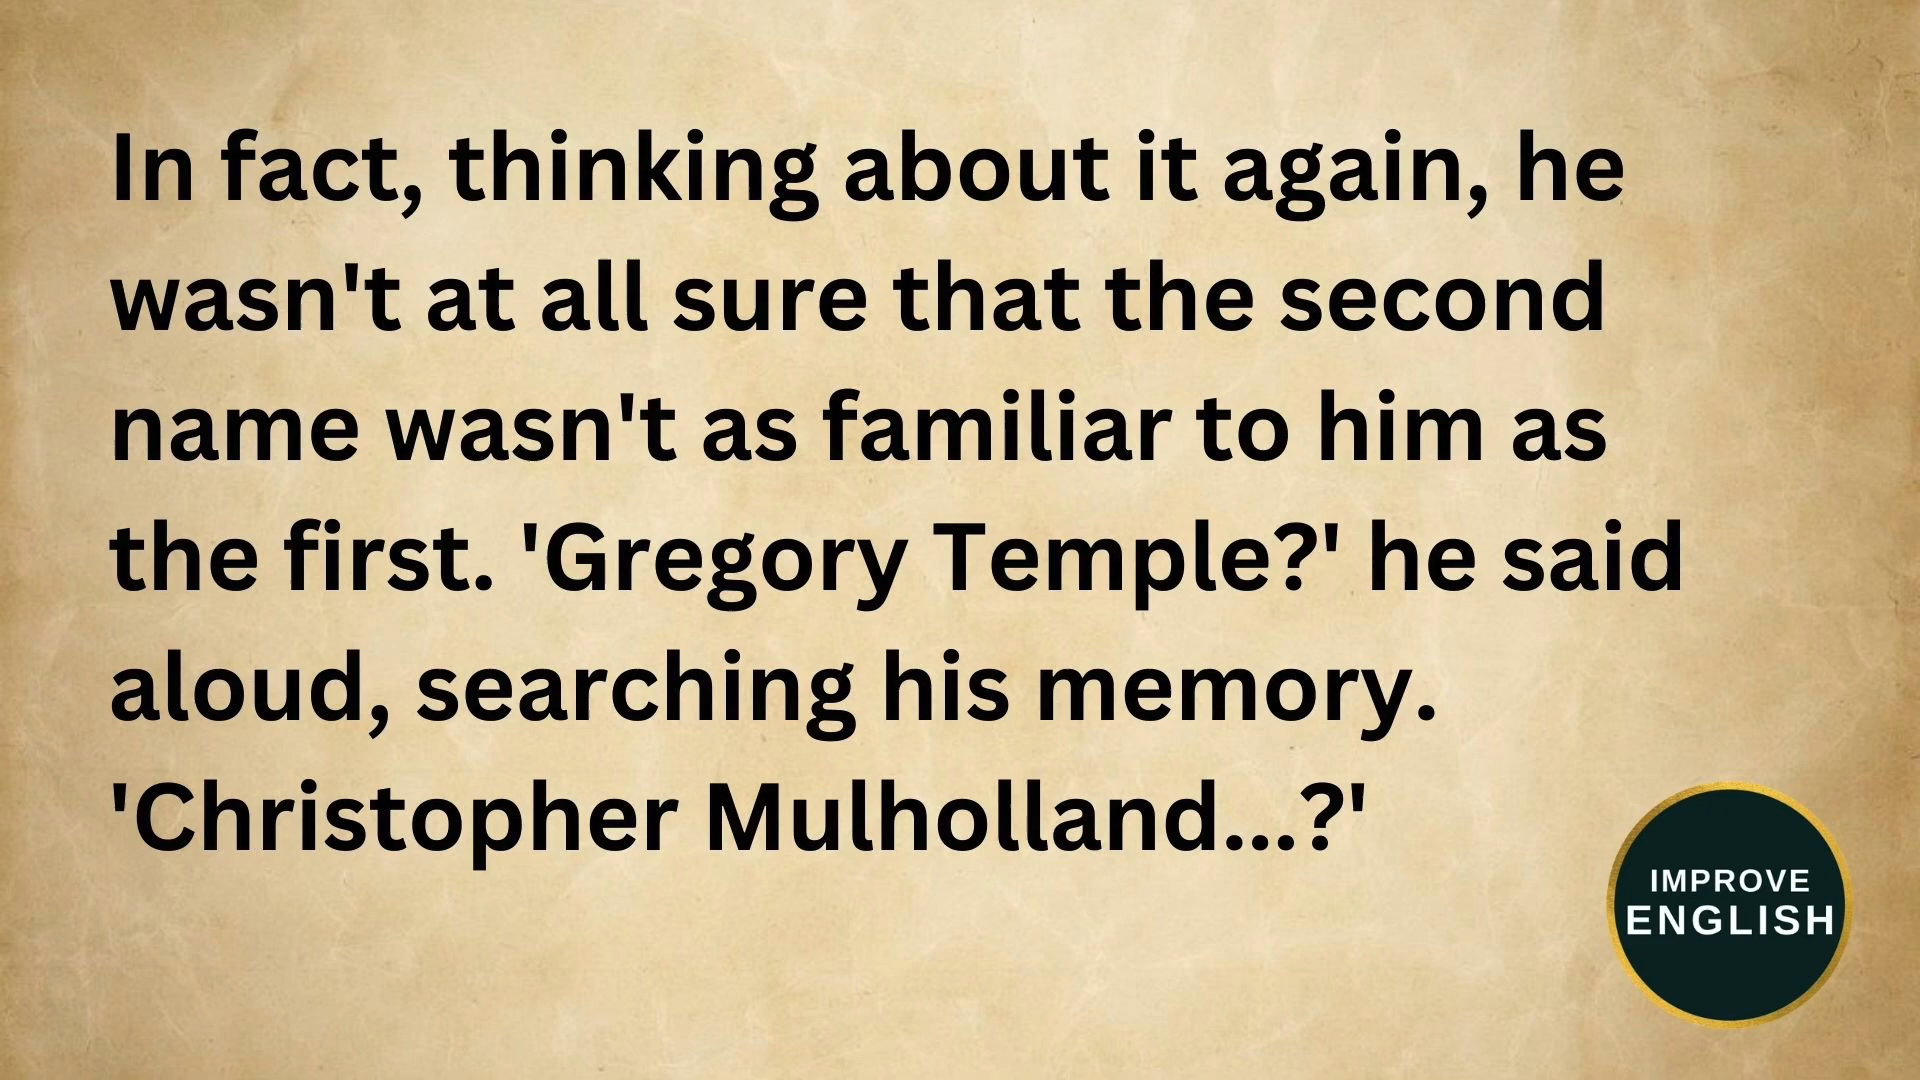 In fact, thinking about it again, he
wasn't at all sure that the second
name wasn't as familiar to him as
the first. 'Gregory Temple?' he said
aloud, searching his memory.
'Christopher Mulholland...?'
IMPROVE
ENGLISH